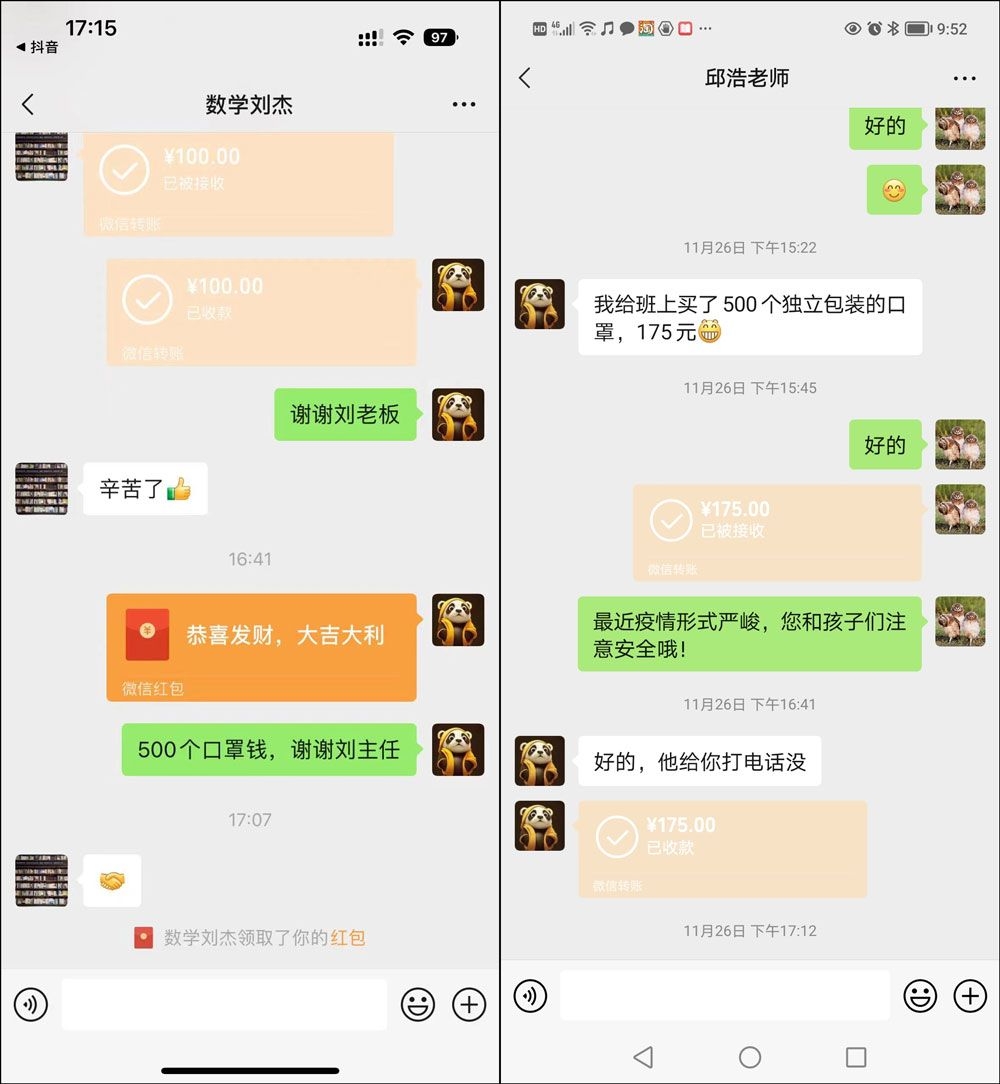 17:15
抖音
97
数学刘杰
¥100.00
已被接收
微信转账
¥100.00
已收款
微信转账
谢谢刘老板
辛苦了
16:41
恭喜发财，大吉大利
微信红包
500个口罩钱，谢谢刘主任
17:07
数学刘杰领取了你的红包
HD 4G
9:52
邱浩老师
好的
11月26日 下午15:22
我给班上买了500个独立包装的口
罩，175元
11月26日 下午15:45
好的
¥175.00
已被接收
微信转账
最近疫情形式严峻，您和孩子们注
意安全哦！
11月26日 下午16:41
好的，他给你打电话没
¥175.00
已收款
微信转账
11月26日 下午17:12